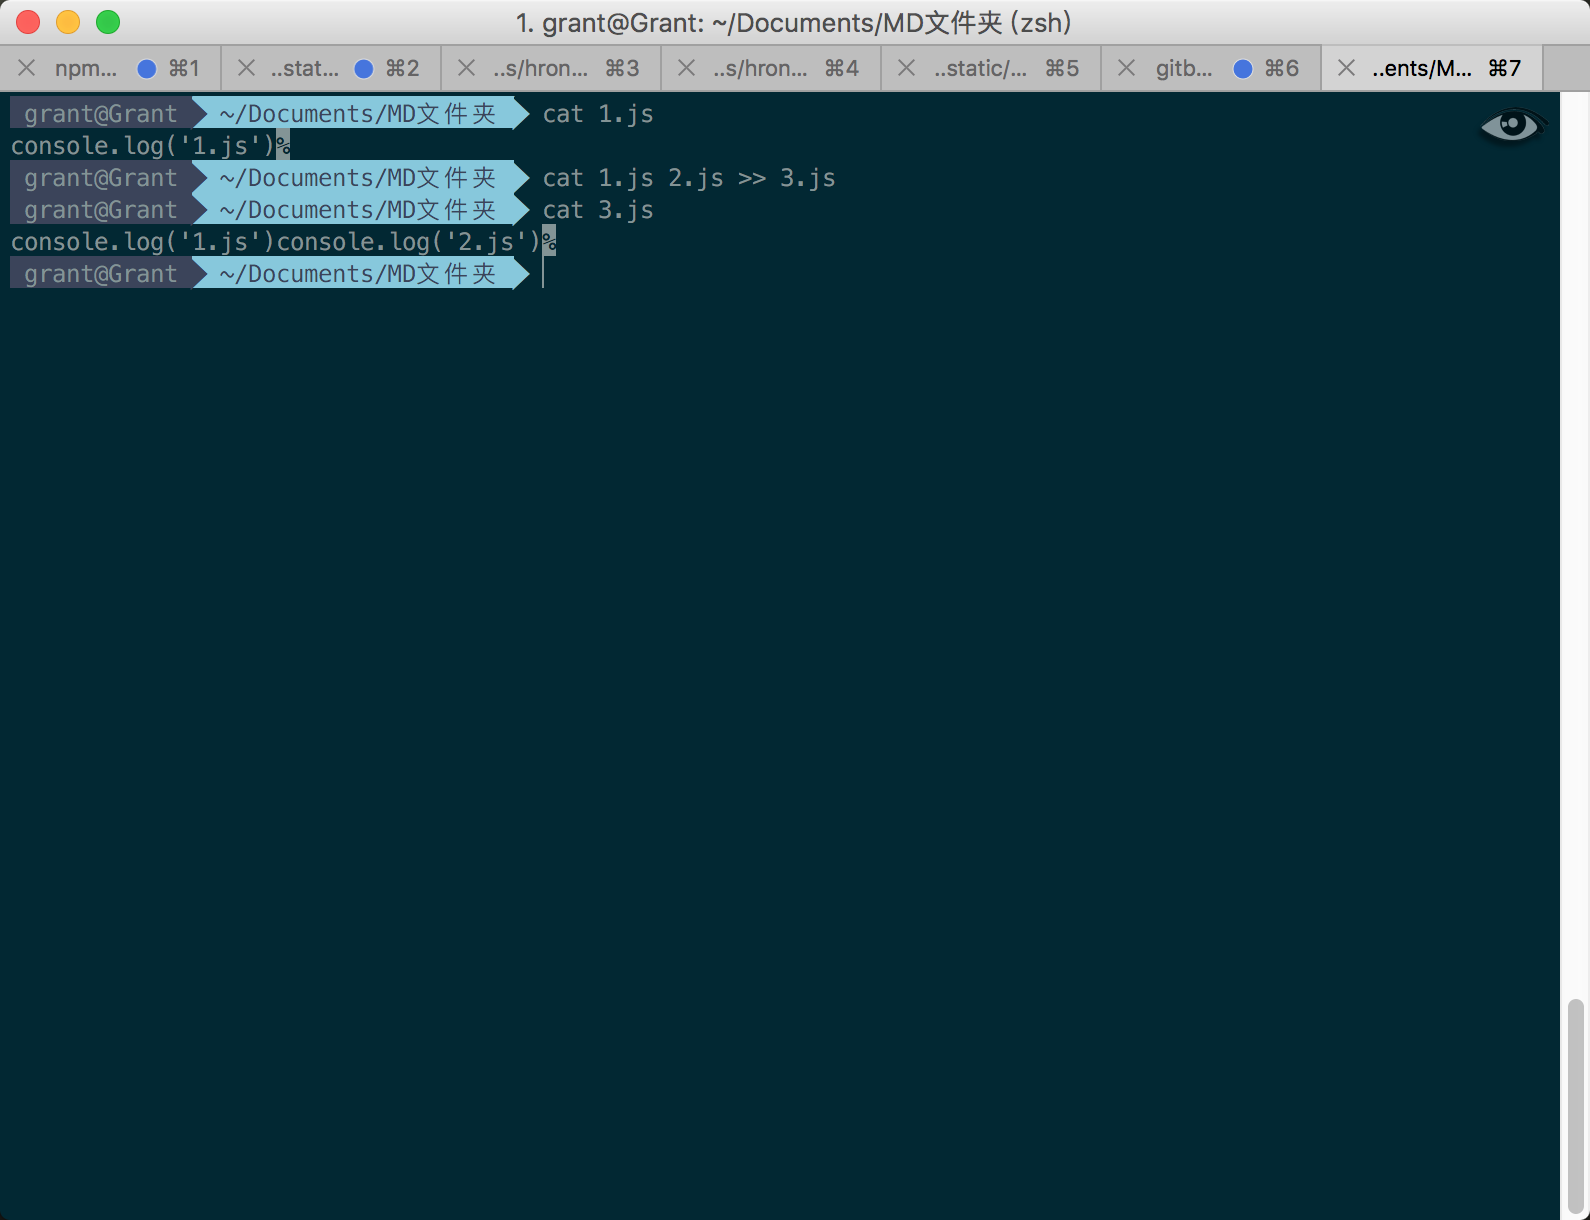 1. grant@Grant: ~/Documents/MD文件夹 (zsh)
npm... ⌘1 ..stat... ⌘2 ..s/hron... ⌘3 ..s/hron... ⌘4 ..static/... ⌘5 gitb... ⌘6 ..ents/M... ⌘7
grant@Grant ~/Documents/MD文件夹 cat 1.js
console.log('1.js')%
grant@Grant ~/Documents/MD文件夹 cat 1.js 2.js >> 3.js
grant@Grant ~/Documents/MD文件夹 cat 3.js
console.log('1.js')console.log('2.js')%
grant@Grant ~/Documents/MD文件夹